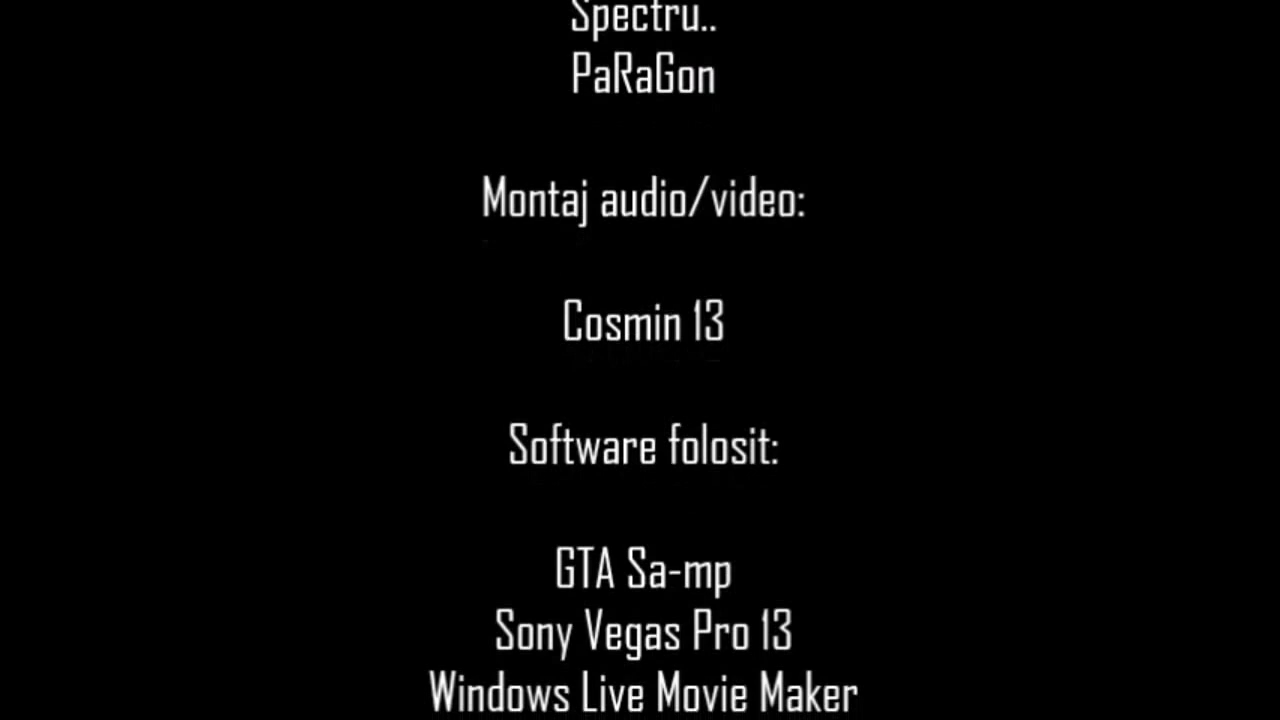 Spectru..
PaRaGon
Montaj audio/video:
Cosmin 13
Software folosit:
GTA Sa-mp
Sony Vegas Pro 13
Windows Live Movie Maker